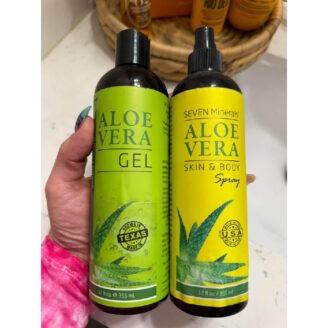 ALOE
VERA
GEL
TEXAS
12 fl oz ℮ 355 mL
SEVEN Minerals
ALOE
VERA
SKIN & BODY
Spray
U.S.A
12 fl oz / 355 mL